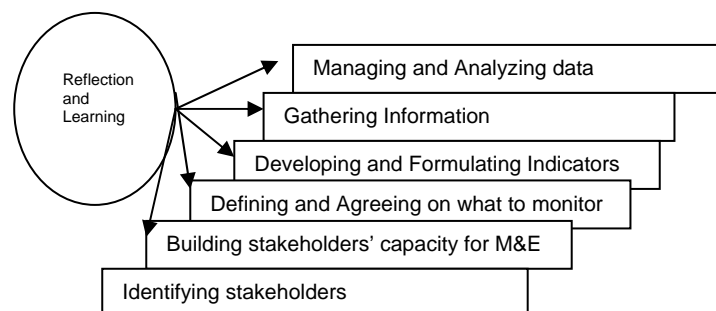 Reflection
and
Learning
Managing and Analyzing data
Gathering Information
Developing and Formulating Indicators
Defining and Agreeing on what to monitor
Building stakeholders’ capacity for M&E
Identifying stakeholders